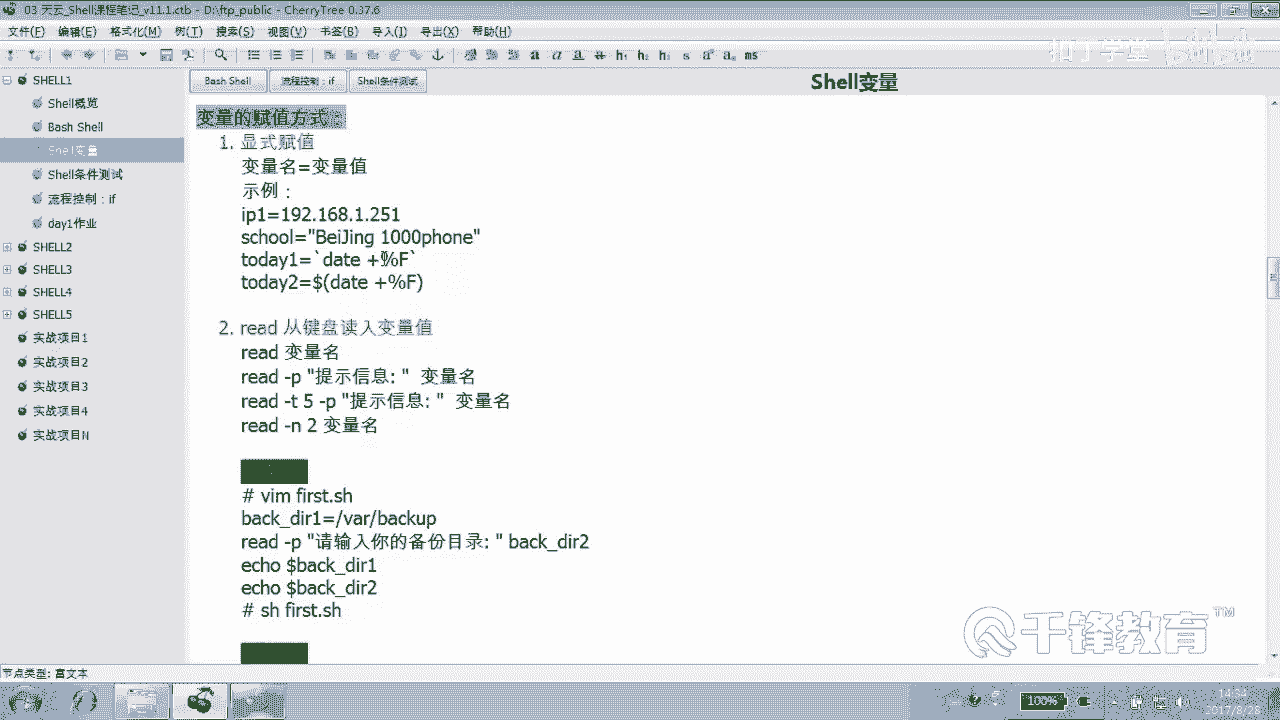 03 天云_Shell课程笔记_v11.1.ctb - D:\ftp_public - CherryTree 0.37.6
文件(F) 编辑(E) 格式化(M) 树(T) 搜索(S) 视图(V) 书签(B) 导入(I) 导出(X) 帮助(H)
扣丁学堂 bilibili
SHELL1
Shell概览
Bash Shell
Shell变量
Shell条件测试
流程控制：if
day1作业
SHELL2
SHELL3
SHELL4
SHELL5
实战项目1
实战项目2
实战项目3
实战项目4
实战项目N
Bash Shell 流程控制：if Shell条件测试
Shell变量
变量的赋值方式：
1. 显式赋值
变量名=变量值
示例：
ip1=192.168.1.251
school="BeiJing 1000phone"
today1=`date +%F`
today2=$(date +%F)
2. read 从键盘读入变量值
read 变量名
read -p "提示信息: " 变量名
read -t 5 -p "提示信息: " 变量名
read -n 2 变量名
# vim first.sh
back_dir1=/var/backup
read -p "请输入你的备份目录: " back_dir2
echo $back_dir1
echo $back_dir2
# sh first.sh
千锋教育™
节点类型: 富文本
100%
14:34
2017/8/28